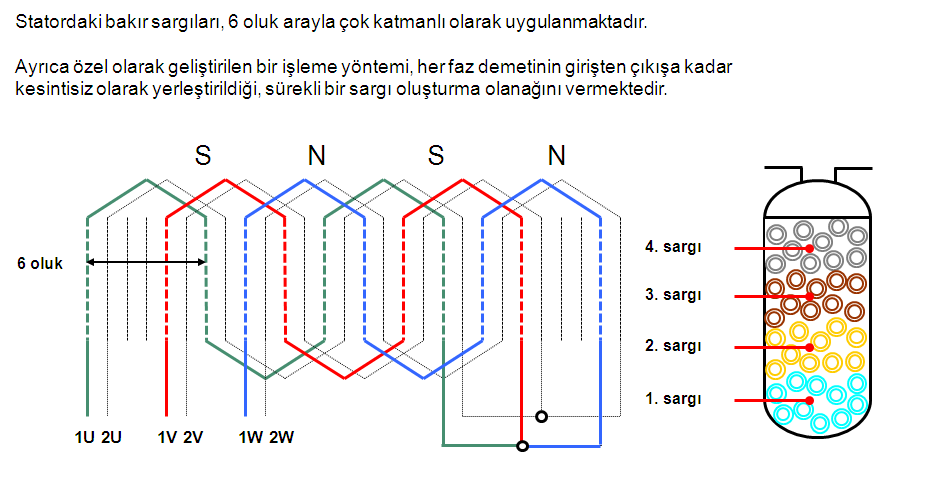 Statordaki bakır sargıları, 6 oluk arayla çok katmanlı olarak uygulanmaktadır.
Ayrıca özel olarak geliştirilen bir işleme yöntemi, her faz demetinin girişten çıkışa kadar
kesintisiz olarak yerleştirildiği, sürekli bir sargı oluşturma olanağını vermektedir.
S N S N
6 oluk
4. sargı
3. sargı
2. sargı
1. sargı
1U 2U 1V 2V 1W 2W